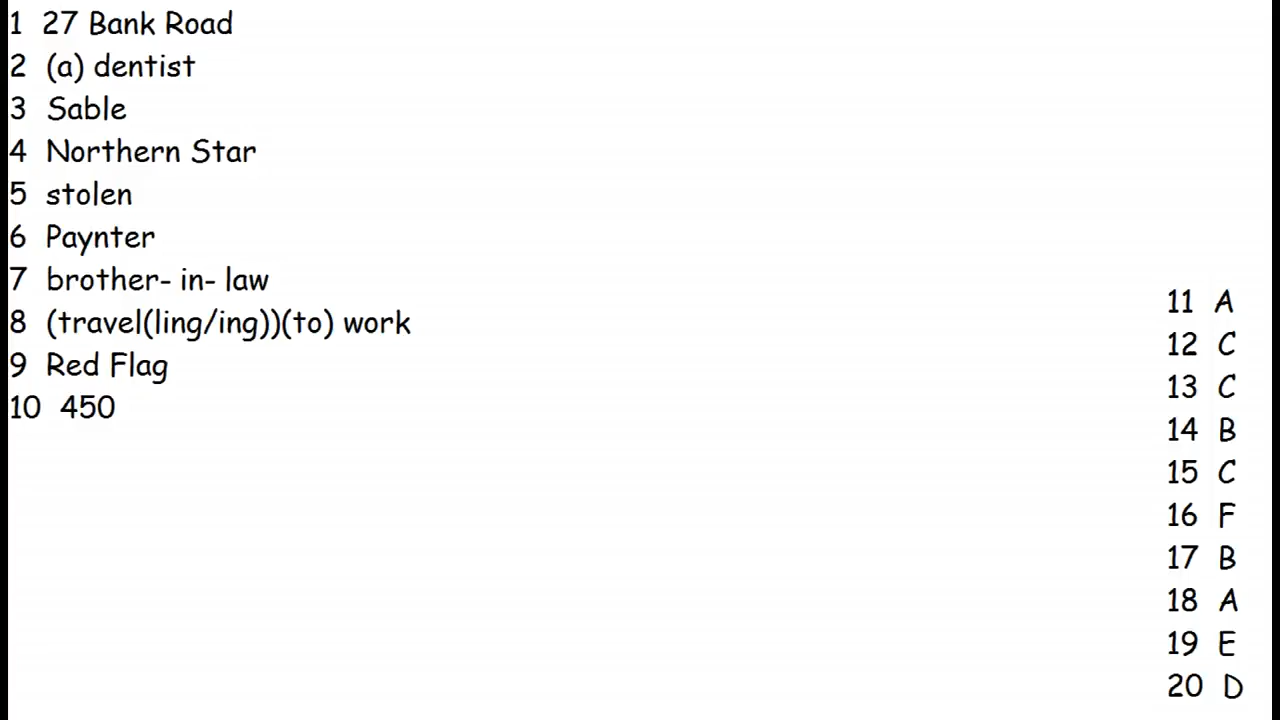 1 27 Bank Road
2 (a) dentist
3 Sable
4 Northern Star
5 stolen
6 Paynter
7 brother- in- law
8 (travel(ling/ing))(to) work
9 Red Flag
10 450
11 A
12 C
13 C
14 B
15 C
16 F
17 B
18 A
19 E
20 D